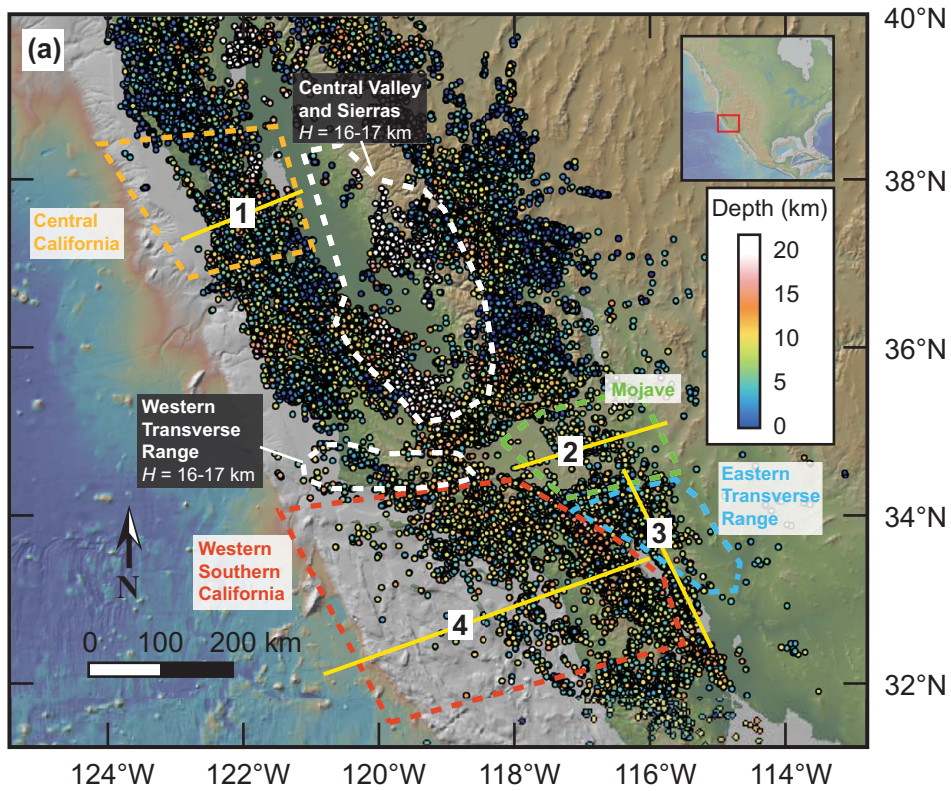 (a)
40°N
Central Valley
and Sierras
H = 16-17 km
38°N
Depth (km)
20
15
10
5
0
Central
California
1
36°N
Mojave
Western
Transverse
Range
H = 16-17 km
2
Eastern
Transverse
Range
34°N
3
N
Western
Southern
California
4
0 100 200 km
32°N
124°W 122°W 120°W 118°W 116°W 114°W